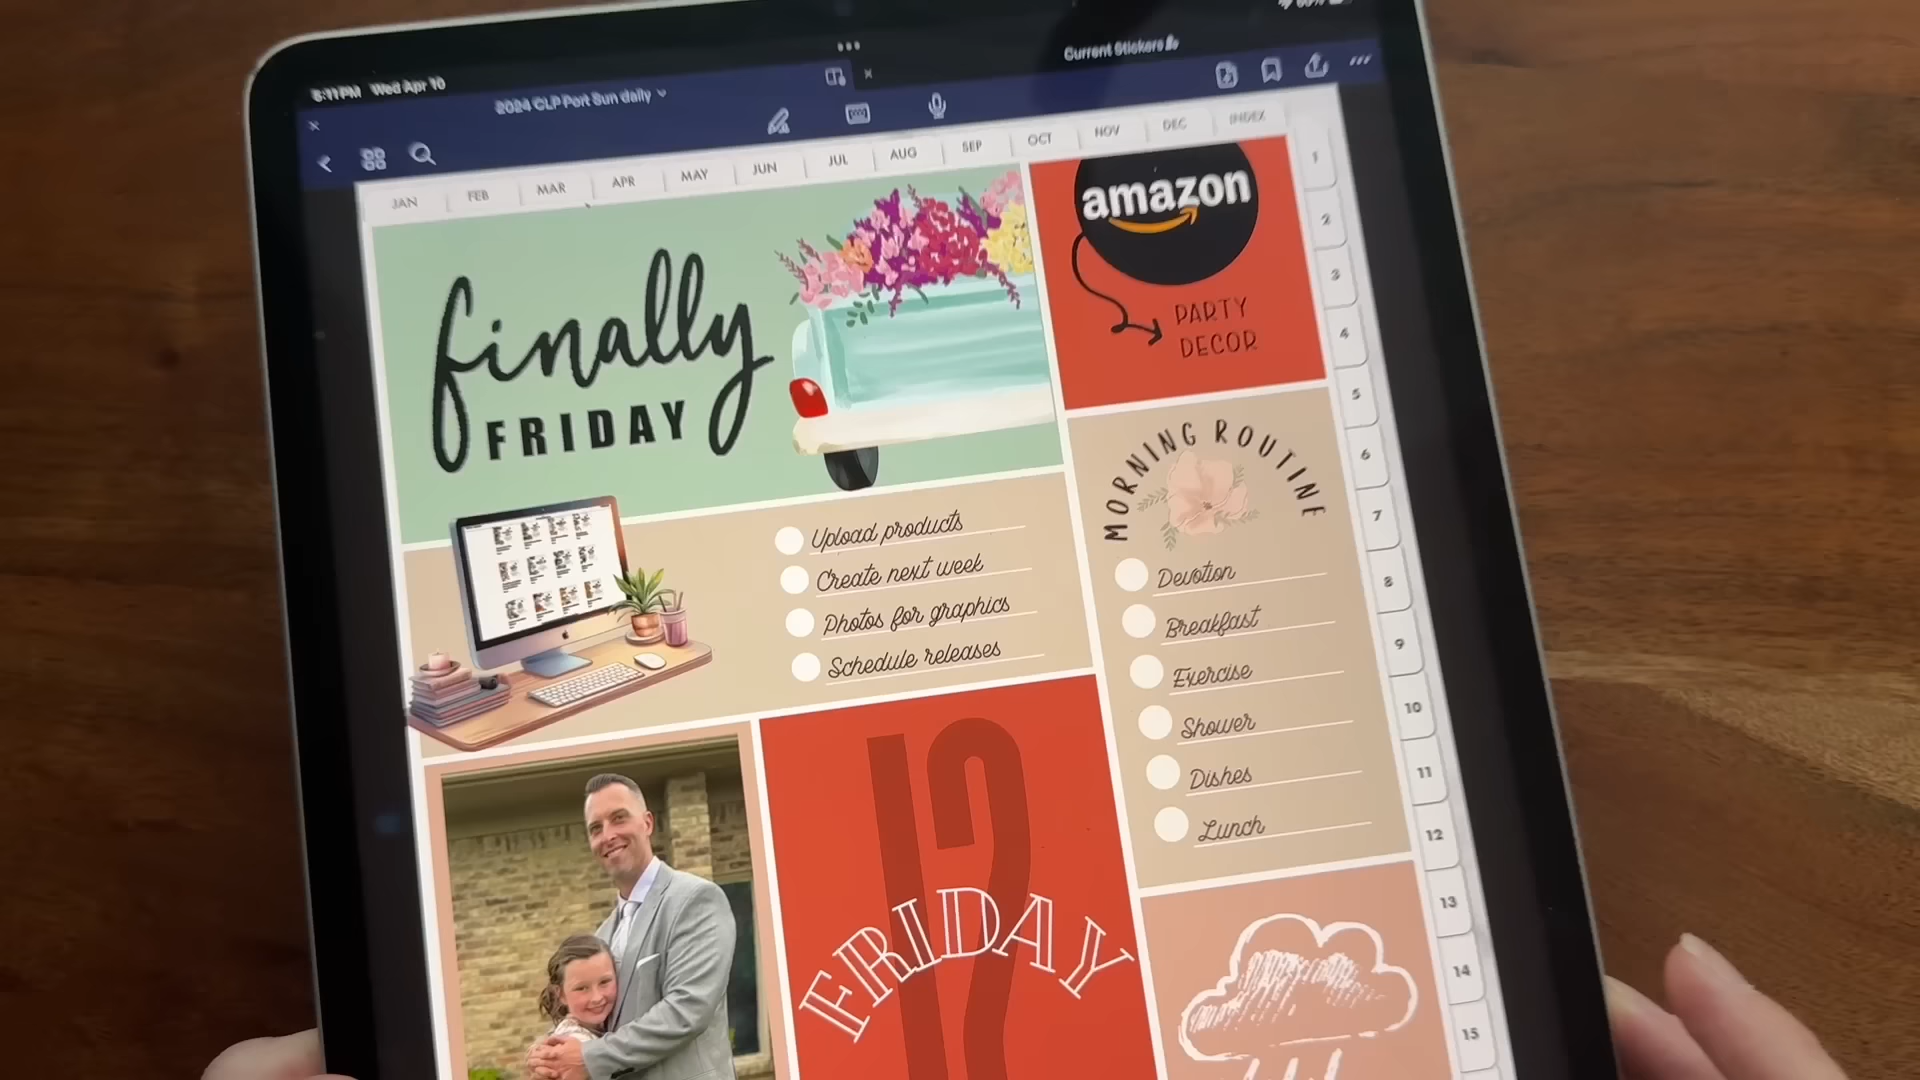 5:11PM Wed Apr 10
2024 CLP Port Sun daily
Current Stickers
JAN FEB MAR APR MAY JUN JUL AUG SEP OCT NOV DEC INDEX
finally
FRIDAY
amazon
PARTY
DECOR
Upload products
Create next week
Photos for graphics
Schedule releases
MORNING ROUTINE
Devotion
Breakfast
Exercise
Shower
Dishes
Lunch
12
FRIDAY
1
2
3
4
5
6
7
8
9
10
11
12
13
14
15